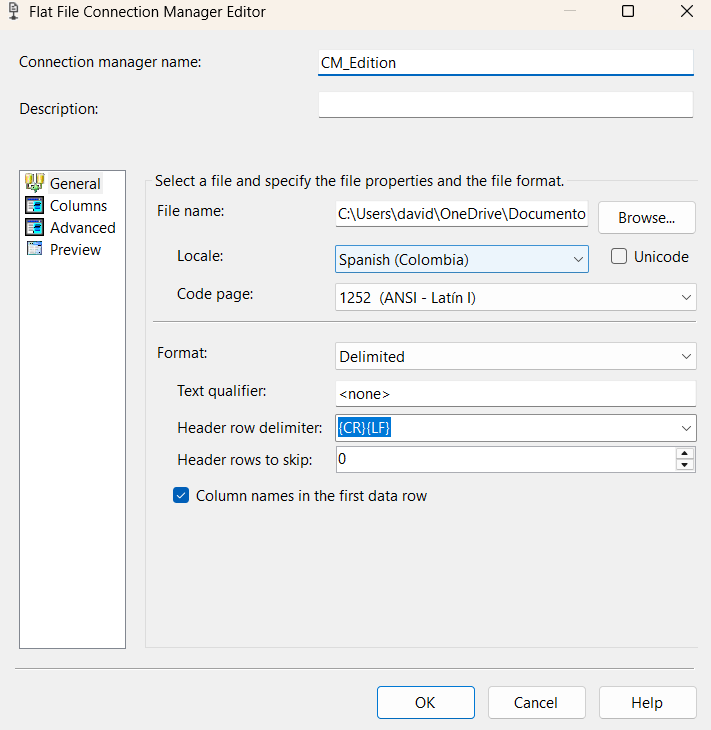 Flat File Connection Manager Editor
Connection manager name: CM_Edition
Description:
General
Columns
Advanced
Preview
Select a file and specify the file properties and the file format.
File name: C:\Users\david\OneDrive\Documento Browse...
Locale: Spanish (Colombia) Unicode
Code page: 1252 (ANSI - Latín I)
Format: Delimited
Text qualifier: <none>
Header row delimiter: {CR}{LF}
Header rows to skip: 0
Column names in the first data row
OK Cancel Help